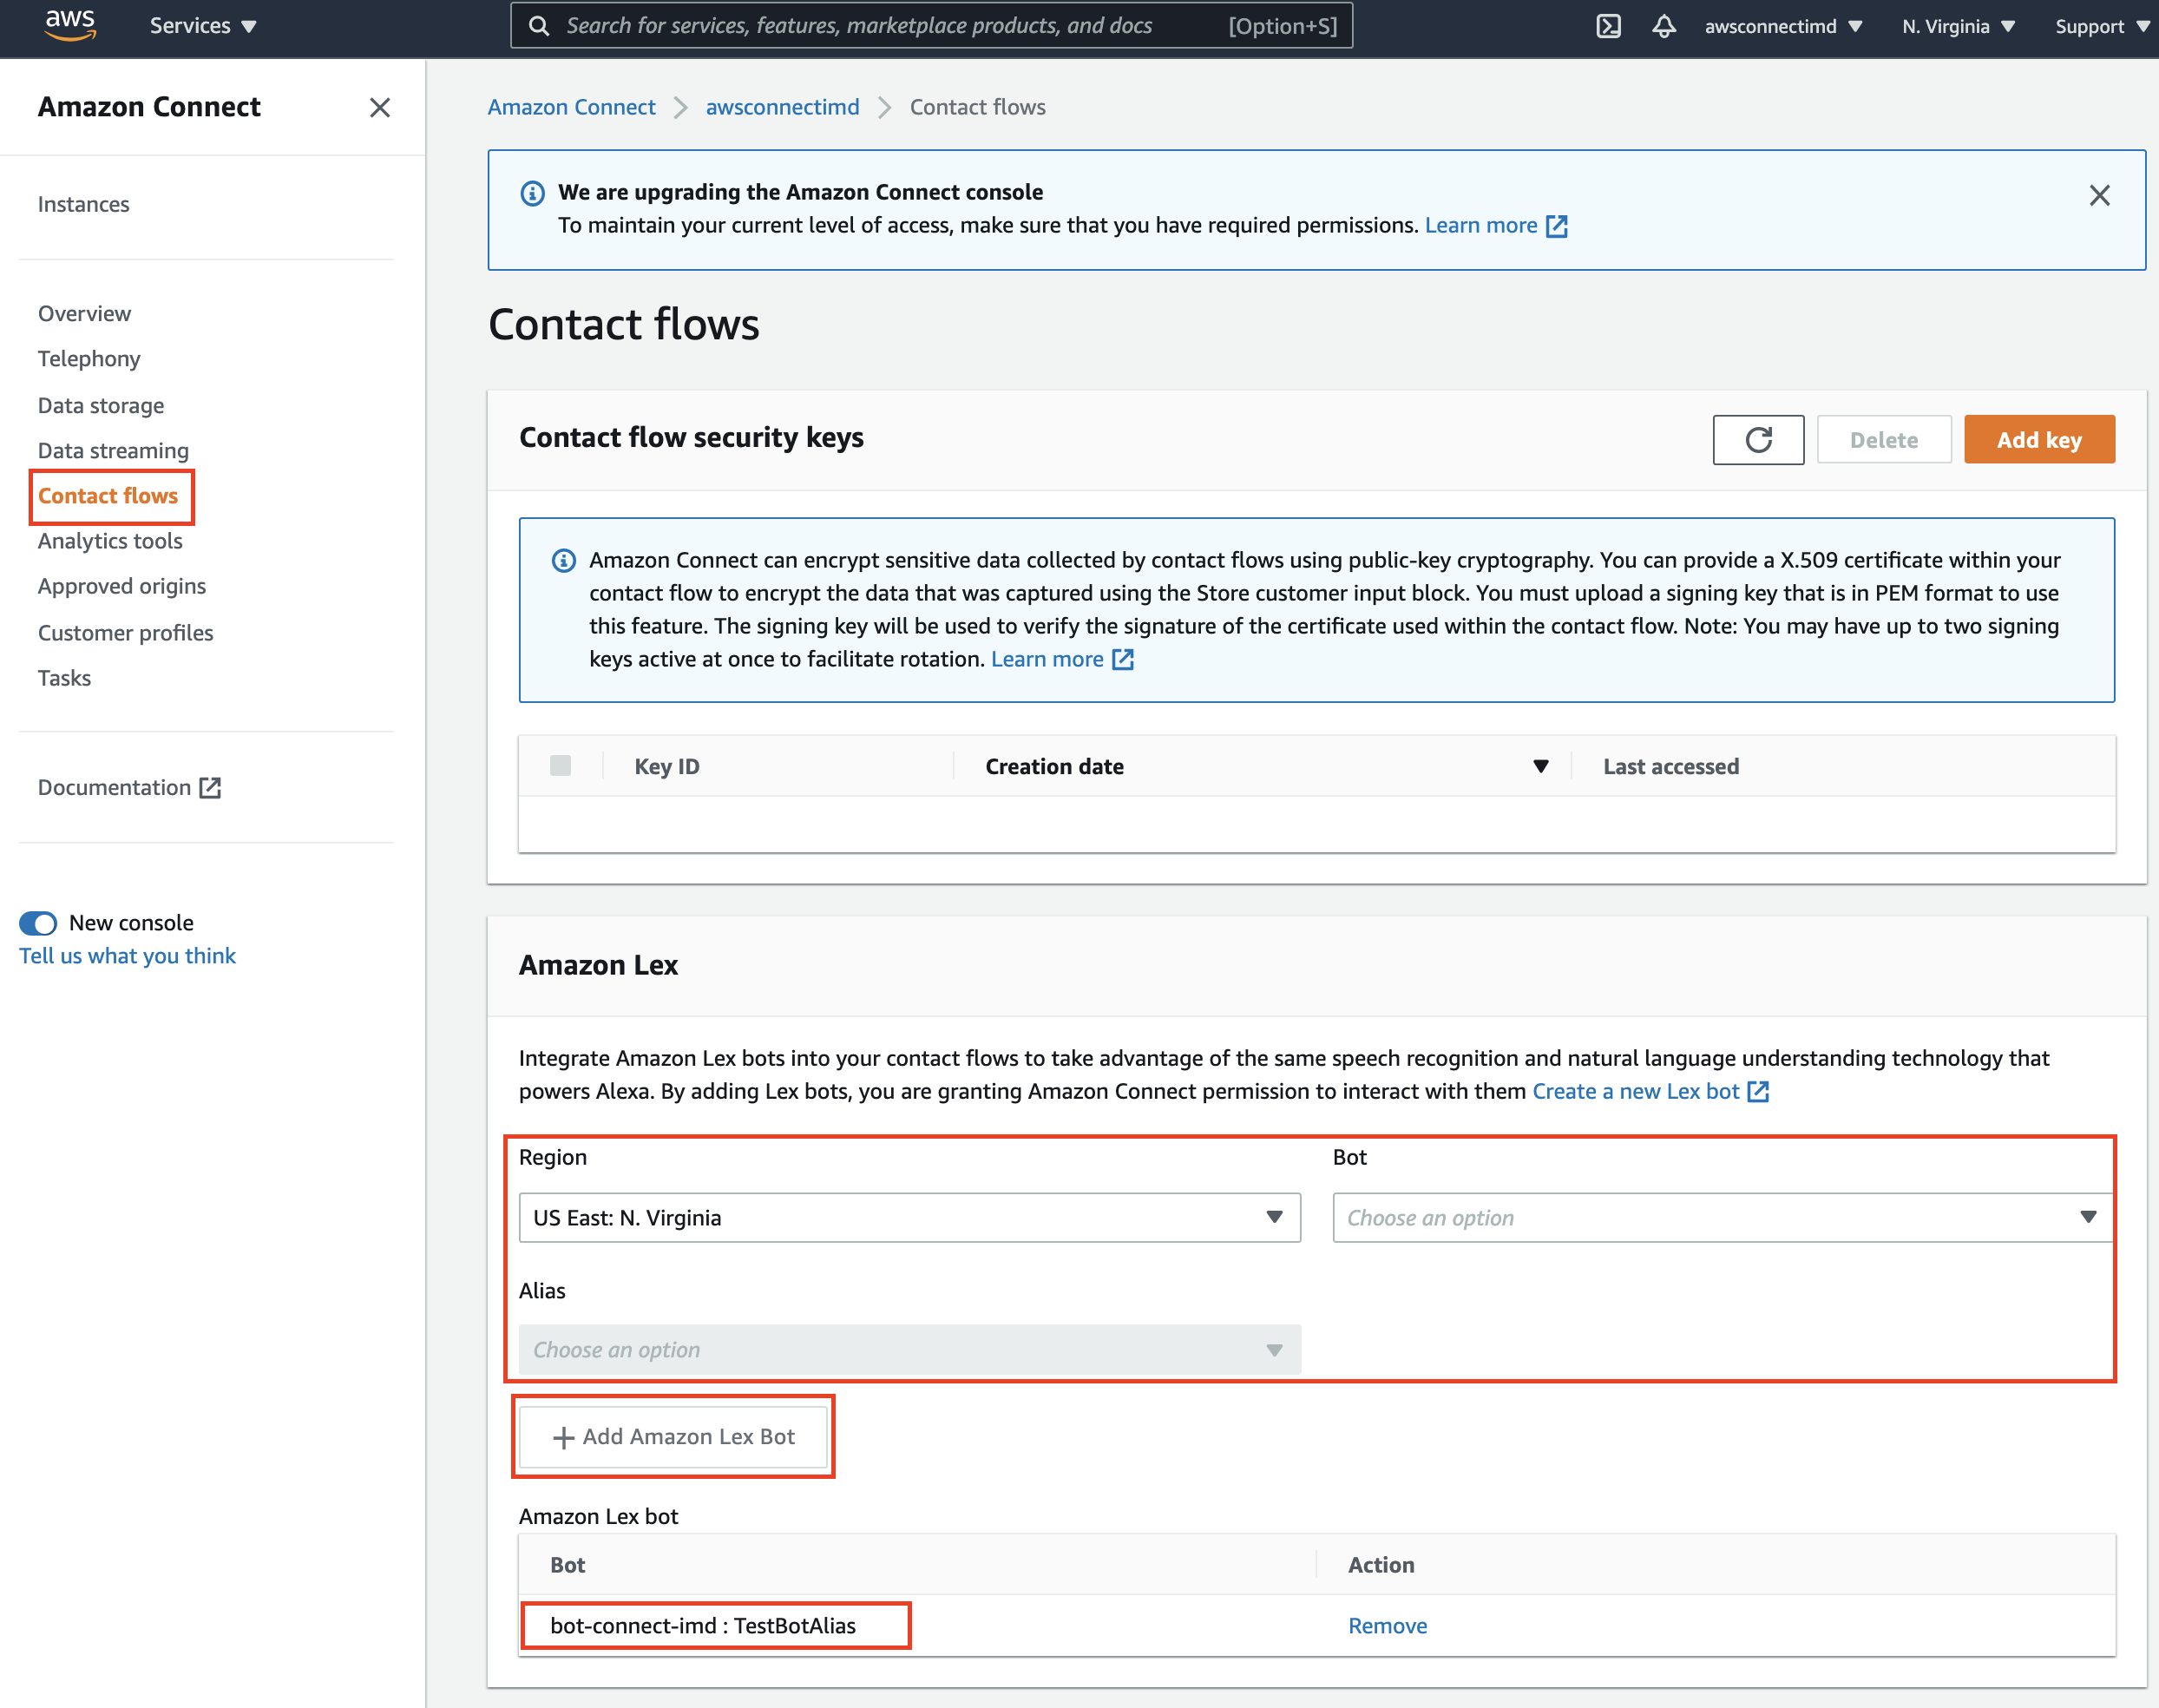 aws
Services
Search for services, features, marketplace products, and docs
[Option+S]
awsconnectimd
N. Virginia
Support
Amazon Connect
Instances
Overview
Telephony
Data storage
Data streaming
Contact flows
Analytics tools
Approved origins
Customer profiles
Tasks
Documentation
New console
Tell us what you think
Amazon Connect
awsconnectimd
Contact flows
We are upgrading the Amazon Connect console
To maintain your current level of access, make sure that you have required permissions. Learn more
Contact flows
Contact flow security keys
Delete
Add key
Amazon Connect can encrypt sensitive data collected by contact flows using public-key cryptography. You can provide a X.509 certificate within your
contact flow to encrypt the data that was captured using the Store customer input block. You must upload a signing key that is in PEM format to use
this feature. The signing key will be used to verify the signature of the certificate used within the contact flow. Note: You may have up to two signing
keys active at once to facilitate rotation. Learn more
Key ID
Creation date
Last accessed
Amazon Lex
Integrate Amazon Lex bots into your contact flows to take advantage of the same speech recognition and natural language understanding technology that
powers Alexa. By adding Lex bots, you are granting Amazon Connect permission to interact with them Create a new Lex bot
Region
Bot
US East: N. Virginia
Choose an option
Alias
Choose an option
+ Add Amazon Lex Bot
Amazon Lex bot
Bot
Action
bot-connect-imd : TestBotAlias
Remove